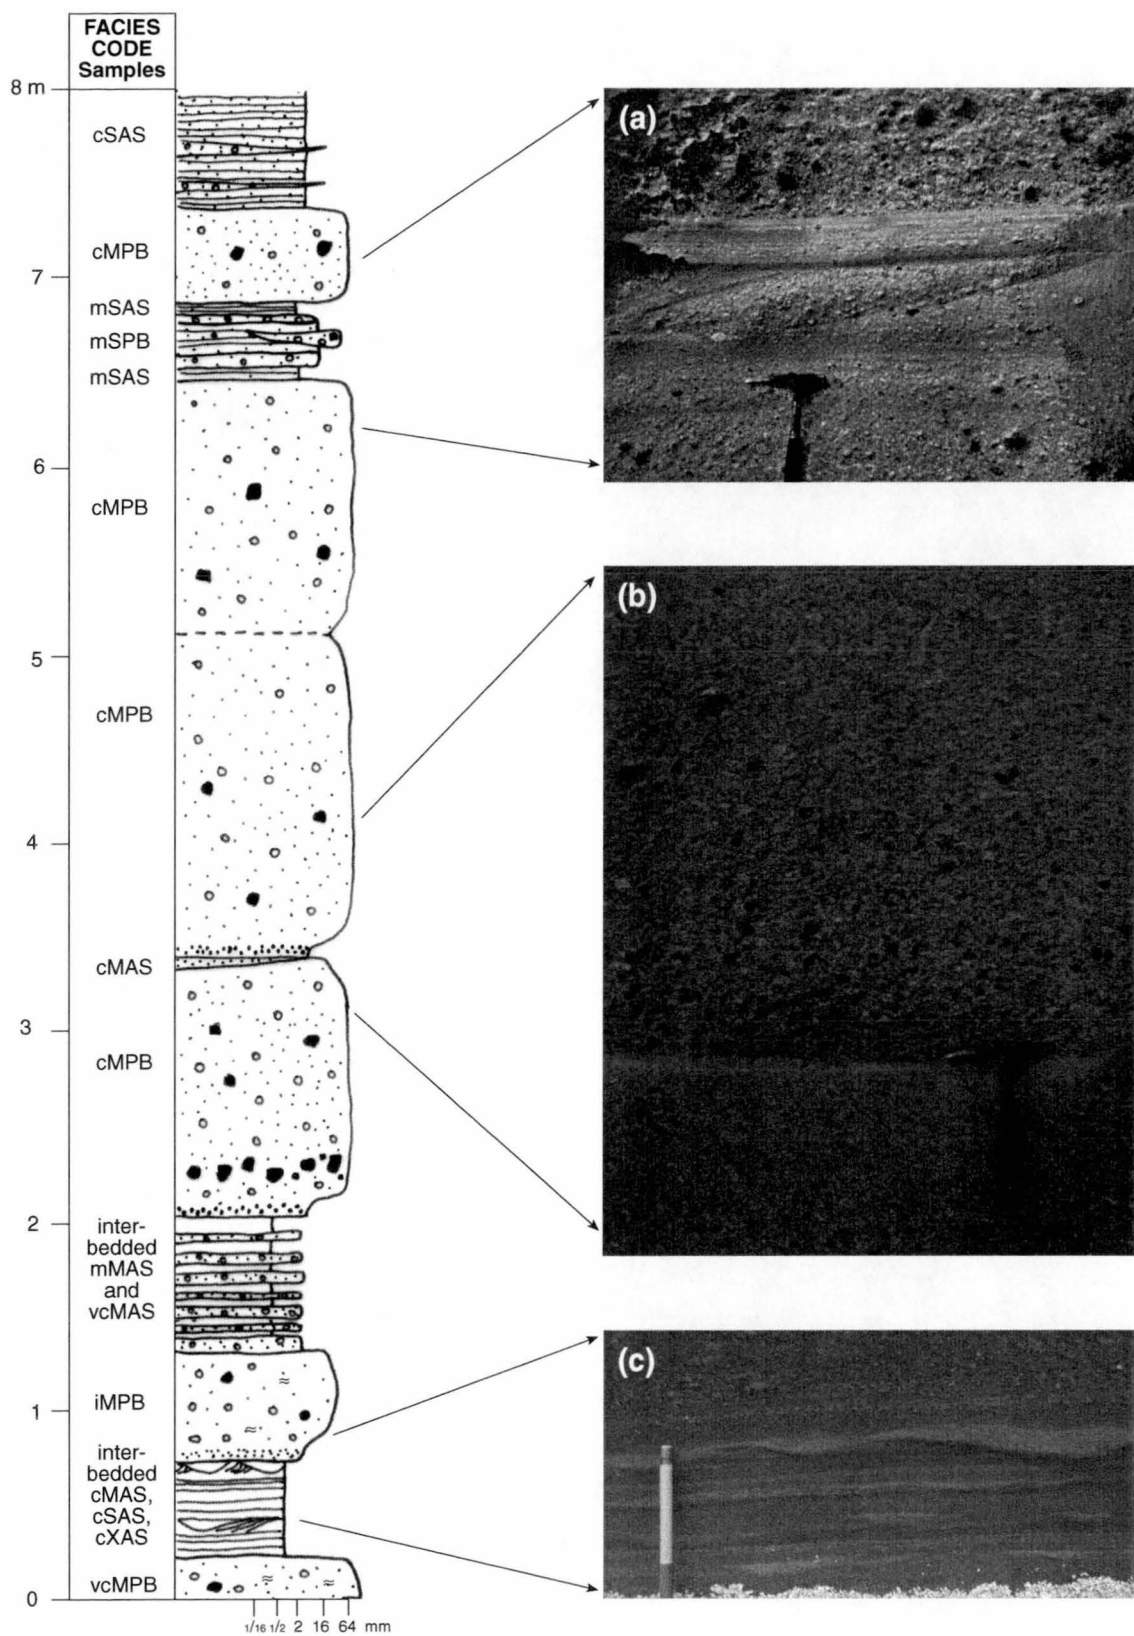 FACIES
CODE
Samples
8 m
cSAS
cMPB
7
mSAS
mSPB
mSAS
6
cMPB
5
cMPB
4
cMAS
3
cMPB
2
inter-
bedded
mMAS
and
vcMAS
iMPB
1
inter-
bedded
cMAS,
cSAS,
cXAS
vcMPB
0
1/16 1/2 2 16 64 mm
(a)
(b)
(c)